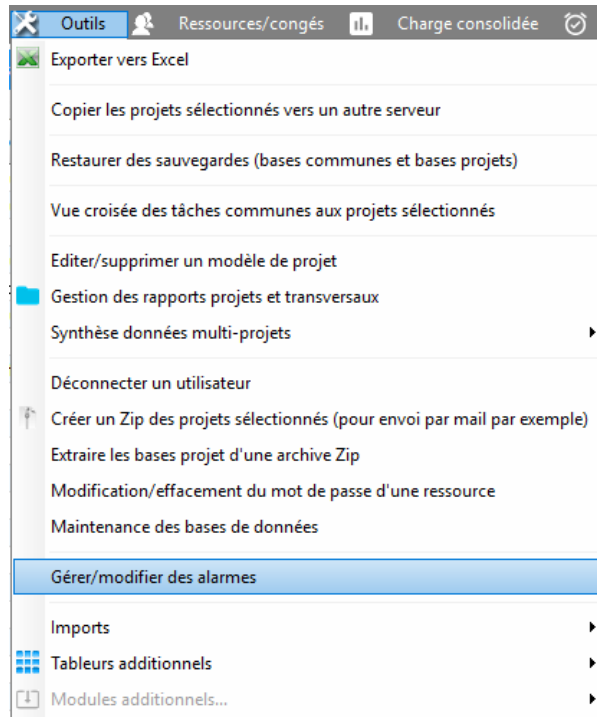 Outils Ressources/congés Charge consolidée
Exporter vers Excel
Copier les projets sélectionnés vers un autre serveur
Restaurer des sauvegardes (bases communes et bases projets)
Vue croisée des tâches communes aux projets sélectionnés
Editer/supprimer un modèle de projet
Gestion des rapports projets et transversaux
Synthèse données multi-projets
Déconnecter un utilisateur
Créer un Zip des projets sélectionnés (pour envoi par mail par exemple)
Extraire les bases projet d'une archive Zip
Modification/effacement du mot de passe d'une ressource
Maintenance des bases de données
Gérer/modifier des alarmes
Imports
Tableurs additionnels
Modules additionnels...